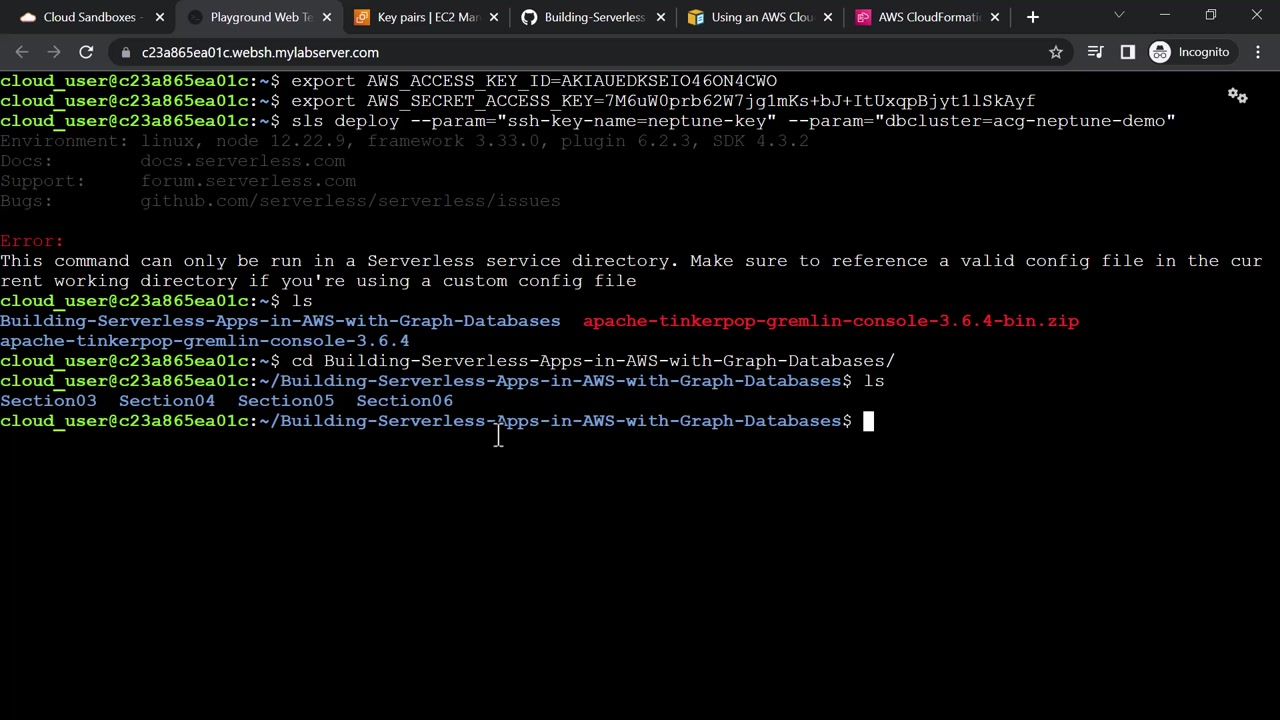 Cloud Sandboxes -
Playground Web Te
Key pairs | EC2 Man
Building-Serverless
Using an AWS Clou
AWS CloudFormati
c23a865ea01c.websh.mylabserver.com
Incognito
cloud_user@c23a865ea01c:~$ export AWS_ACCESS_KEY_ID=AKIAUEDKSEIO46ON4CWO
cloud_user@c23a865ea01c:~$ export AWS_SECRET_ACCESS_KEY=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
cloud_user@c23a865ea01c:~$ sls deploy --param="ssh-key-name=neptune-key" --param="dbcluster=acg-neptune-demo"
Environment: linux, node 12.22.9, framework 3.33.0, plugin 6.2.3, SDK 4.3.2
Docs: docs.serverless.com
Support: forum.serverless.com
Bugs: github.com/serverless/serverless/issues
Error:
This command can only be run in a Serverless service directory. Make sure to reference a valid config file in the cur
rent working directory if you're using a custom config file
cloud_user@c23a865ea01c:~$ ls
Building-Serverless-Apps-in-AWS-with-Graph-Databases apache-tinkerpop-gremlin-console-3.6.4-bin.zip
apache-tinkerpop-gremlin-console-3.6.4
cloud_user@c23a865ea01c:~$ cd Building-Serverless-Apps-in-AWS-with-Graph-Databases/
cloud_user@c23a865ea01c:~/Building-Serverless-Apps-in-AWS-with-Graph-Databases$ ls
Section03 Section04 Section05 Section06
cloud_user@c23a865ea01c:~/Building-Serverless-Apps-in-AWS-with-Graph-Databases$